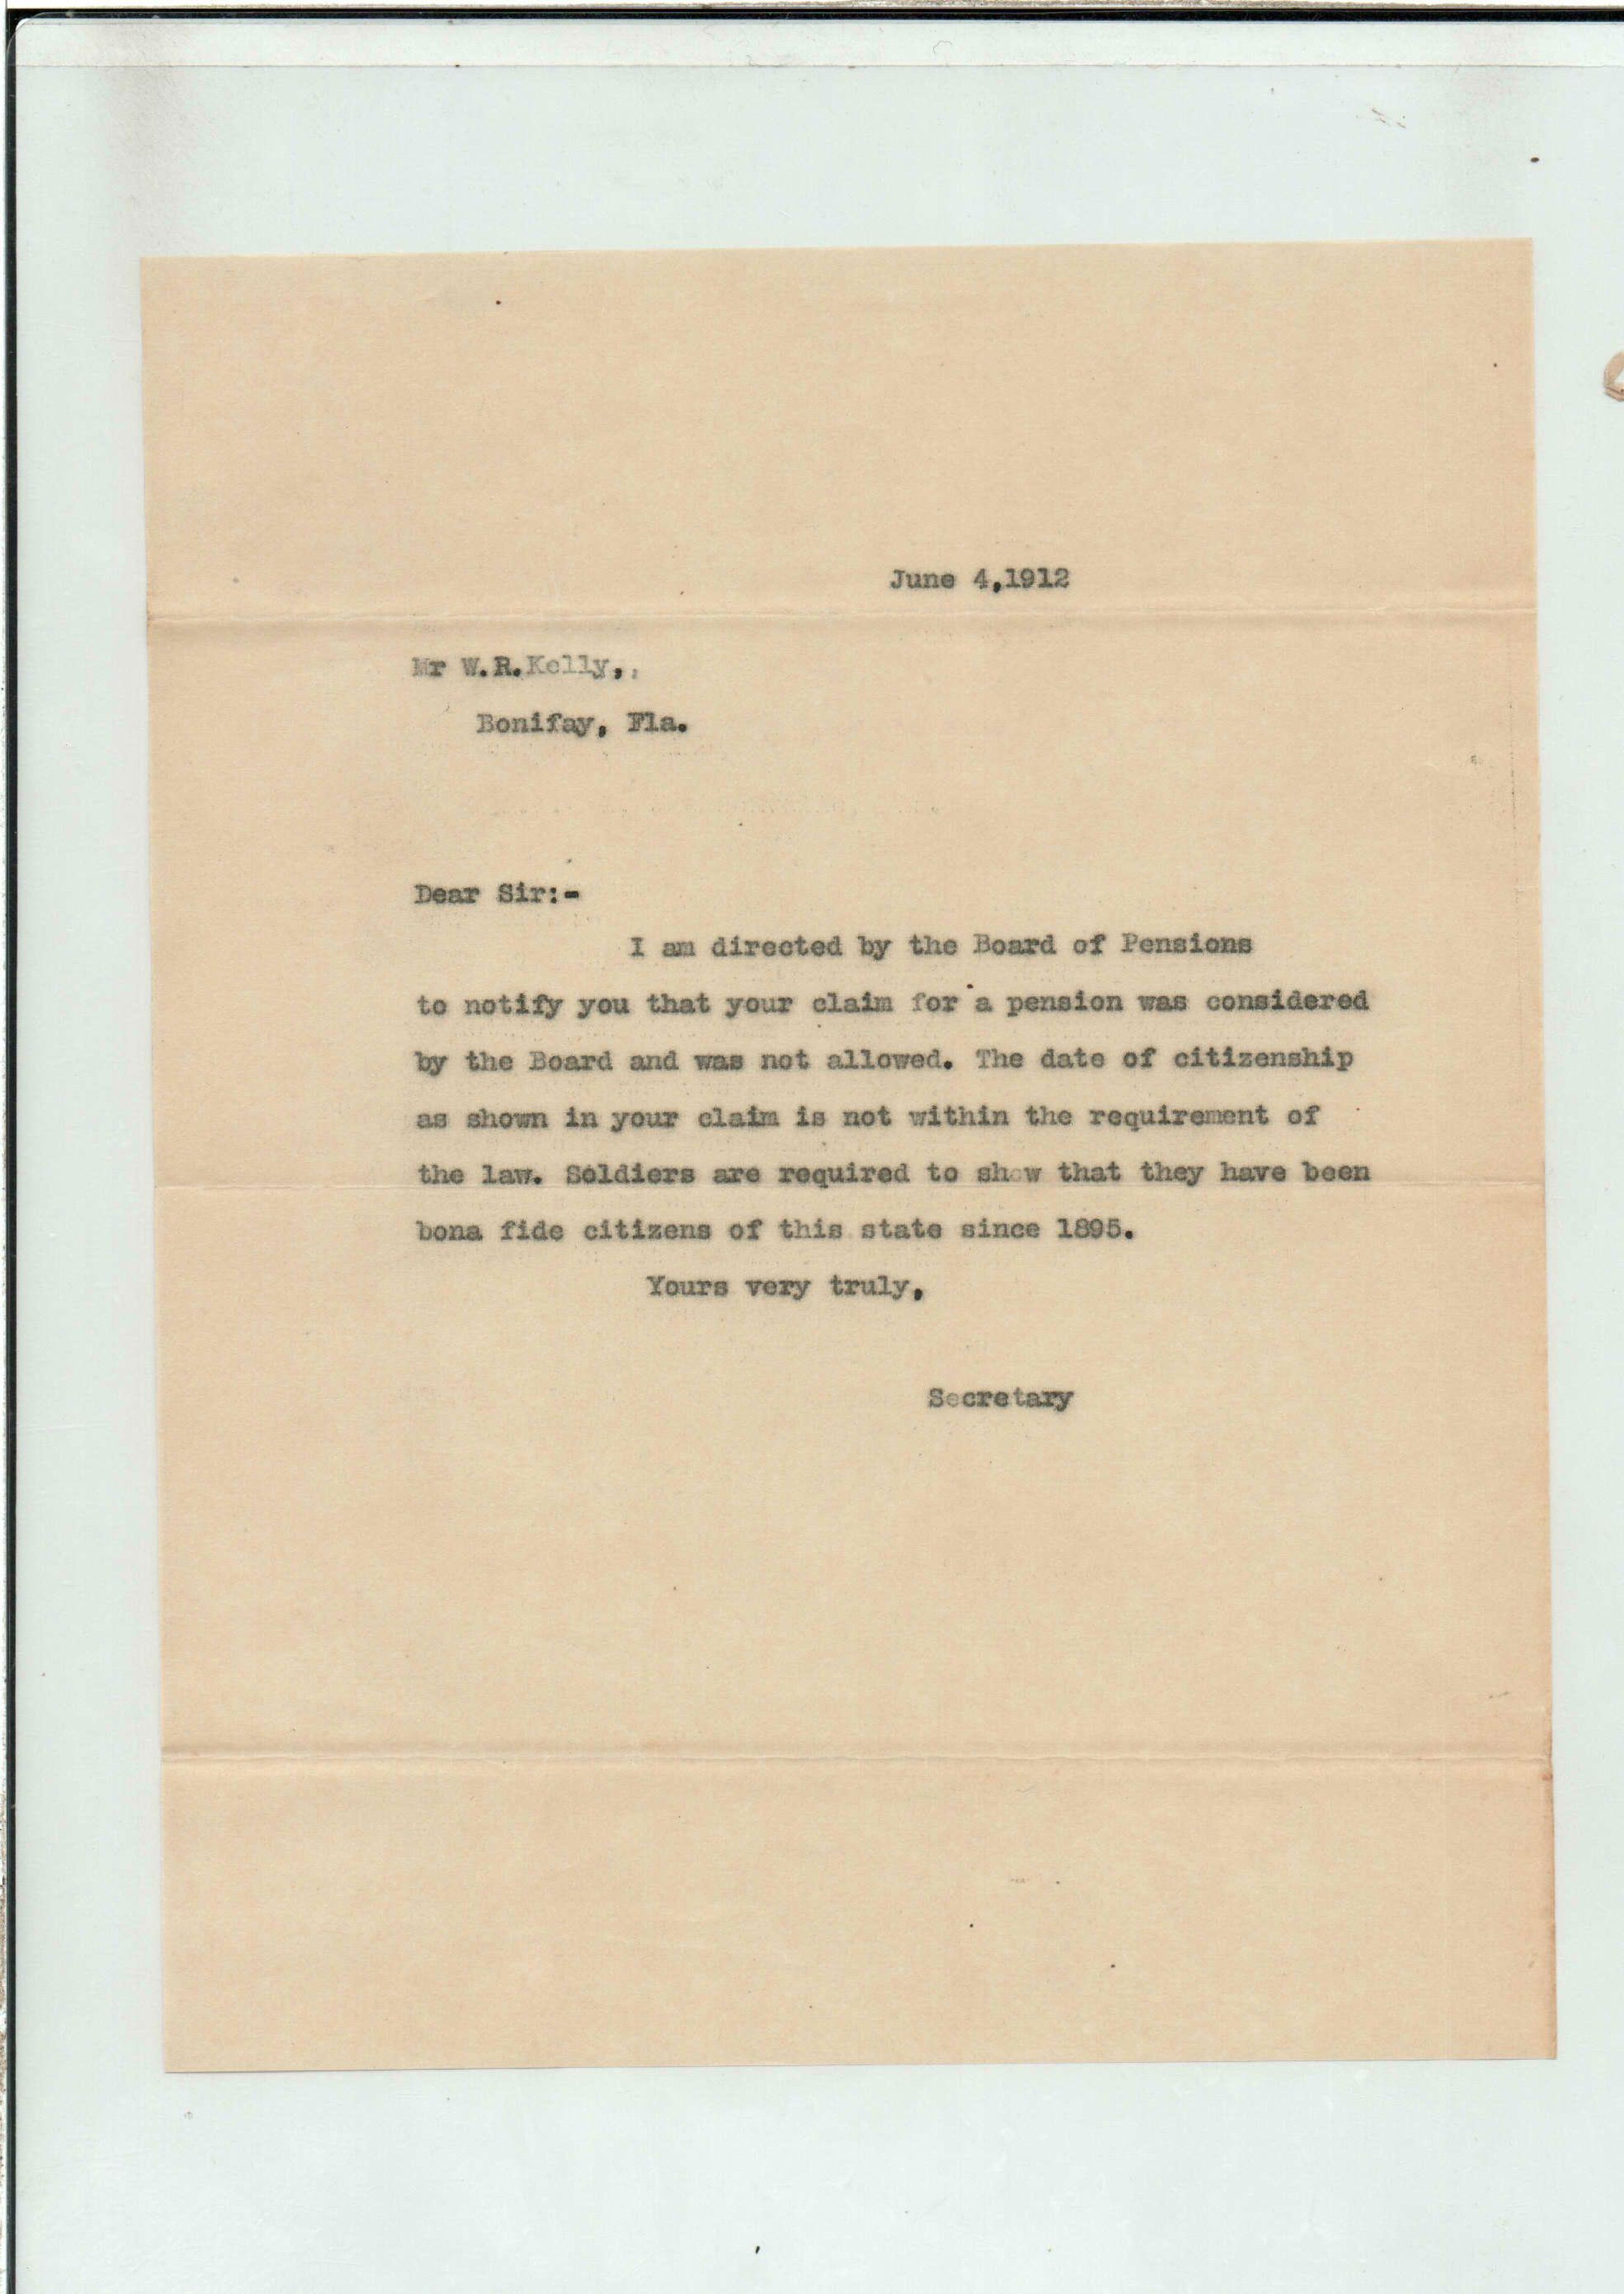 June 4,1912
Mr W.R.Kelly,,
Bonifay, Fla.
Dear Sir:-
I am directed by the Board of Pensions
to notify you that your claim for a pension was considered
by the Board and was not allowed. The date of citizenship
as shown in your claim is not within the requirement of
the law. Soldiers are required to show that they have been
bona fide citizens of this state since 1895.
Yours very truly,
Secretary